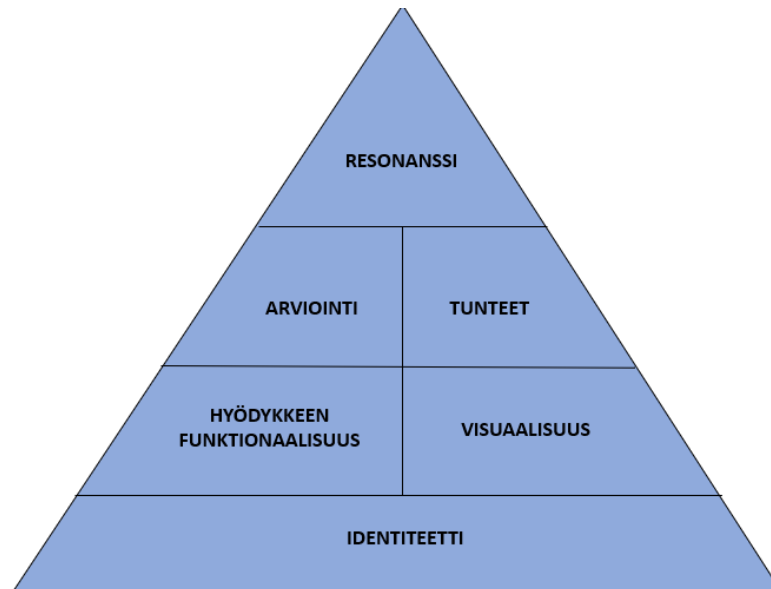 RESONANSSI
ARVIOINTI
TUNTEET
HYÖDYKKEEN
FUNKTIONAALISUUS
VISUAALISUUS
IDENTITEETTI